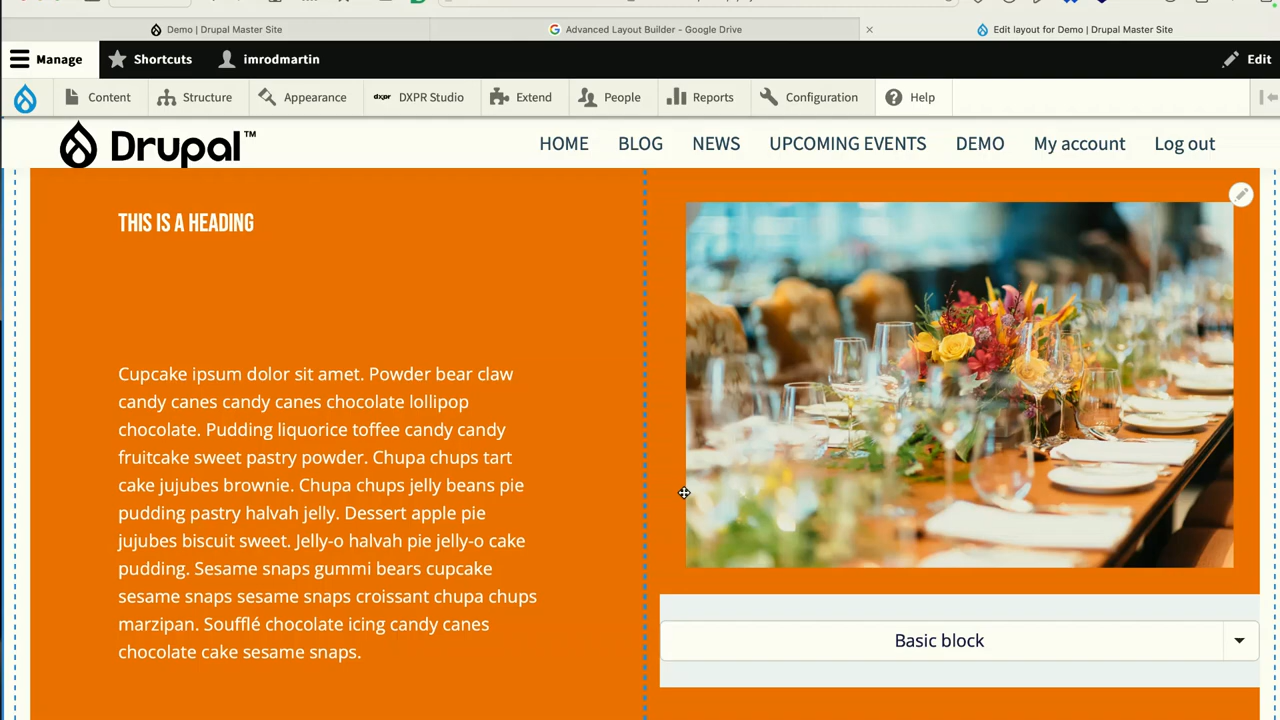 Demo | Drupal Master Site
Advanced Layout Builder - Google Drive
Edit layout for Demo | Drupal Master Site
Manage
Shortcuts
imrodmartin
Edit
Content
Structure
Appearance
dxpr DXPR Studio
Extend
People
Reports
Configuration
Help
Drupal™
HOME
BLOG
NEWS
UPCOMING EVENTS
DEMO
My account
Log out
THIS IS A HEADING
Cupcake ipsum dolor sit amet. Powder bear claw
candy canes candy canes chocolate lollipop
chocolate. Pudding liquorice toffee candy candy
fruitcake sweet pastry powder. Chupa chups tart
cake jujubes brownie. Chupa chups jelly beans pie
pudding pastry halvah jelly. Dessert apple pie
jujubes biscuit sweet. Jelly-o halvah pie jelly-o cake
pudding. Sesame snaps gummi bears cupcake
sesame snaps sesame snaps croissant chupa chups
marzipan. Soufflé chocolate icing candy canes
chocolate cake sesame snaps.
Basic block